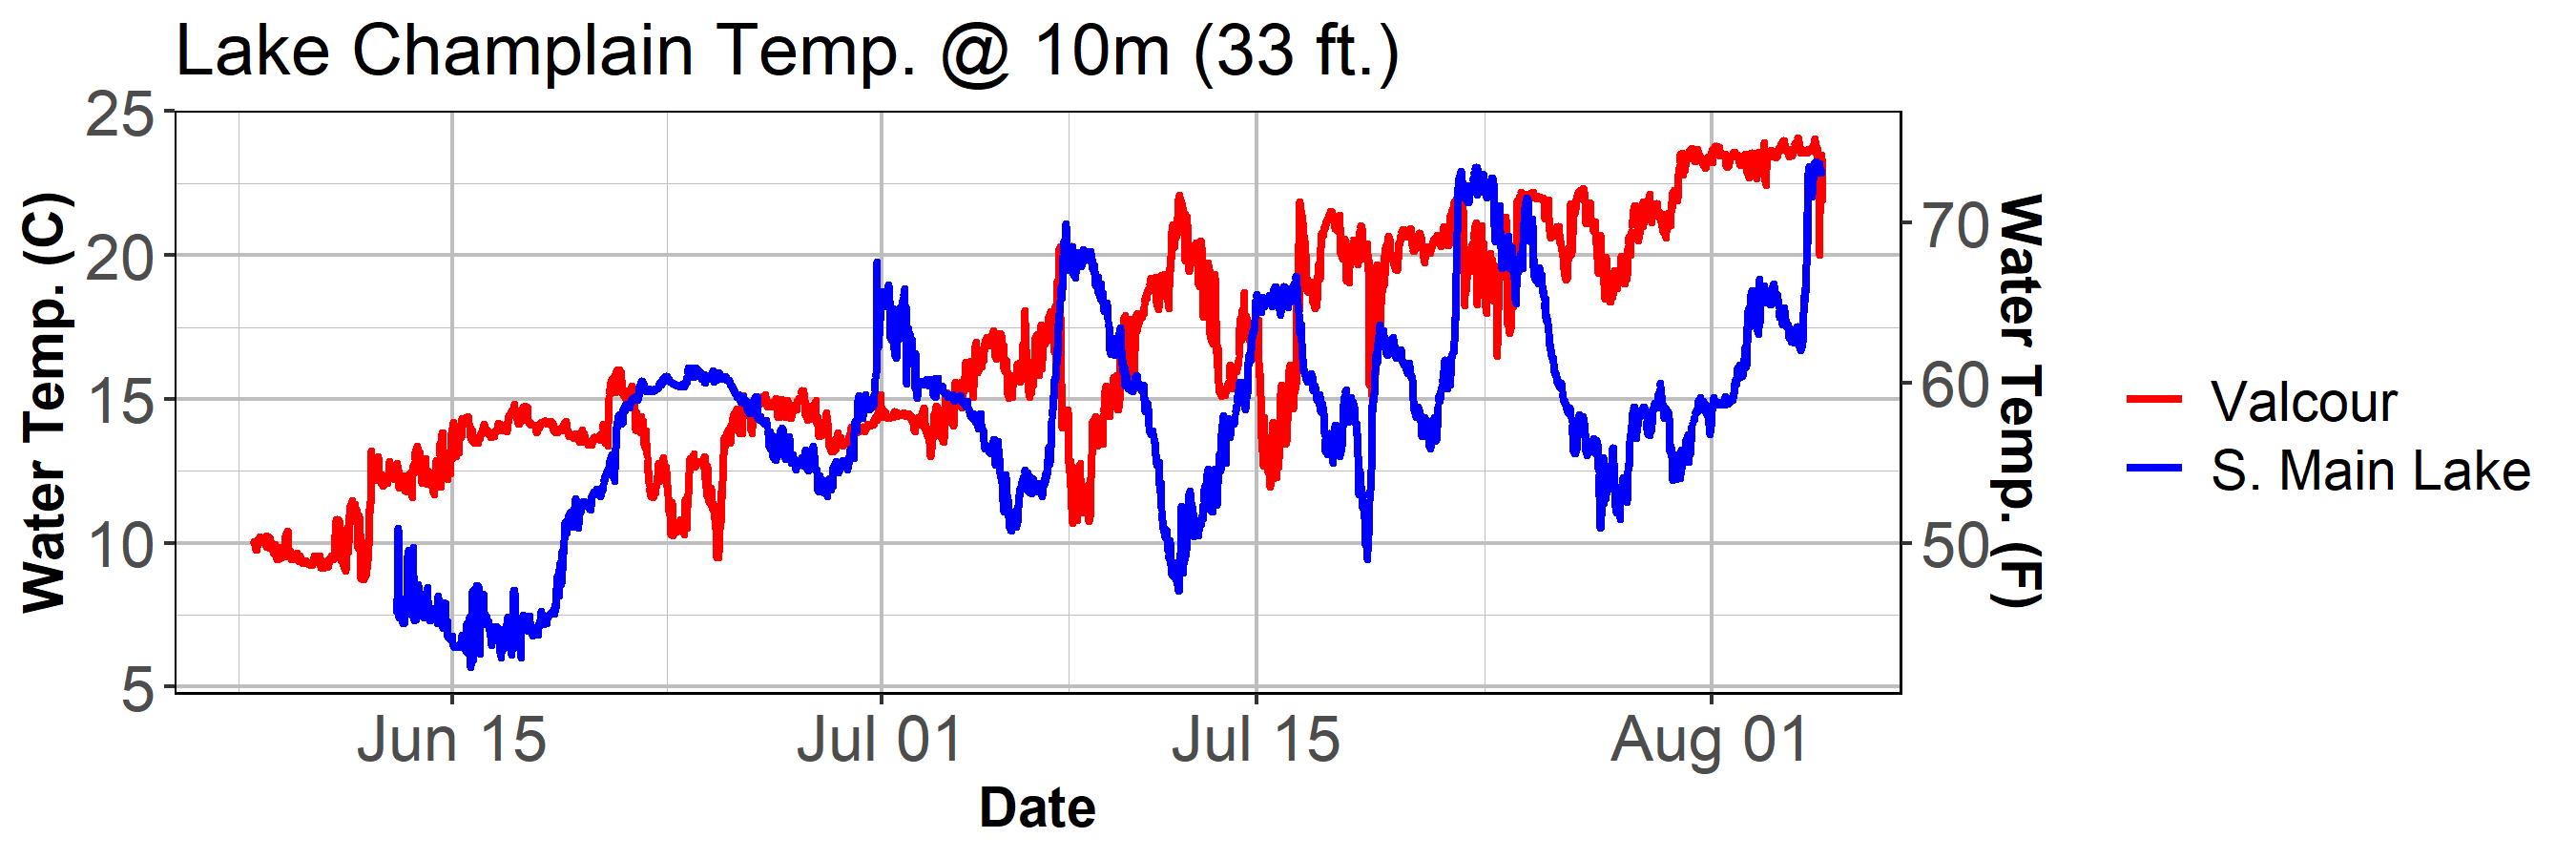 Lake Champlain Temp. @ 10m (33 ft.)
25
20
15
10
5
Water Temp. (C)
70
60
50
Water Temp. (F)
Jun 15
Jul 01
Jul 15
Aug 01
Date
Valcour
S. Main Lake